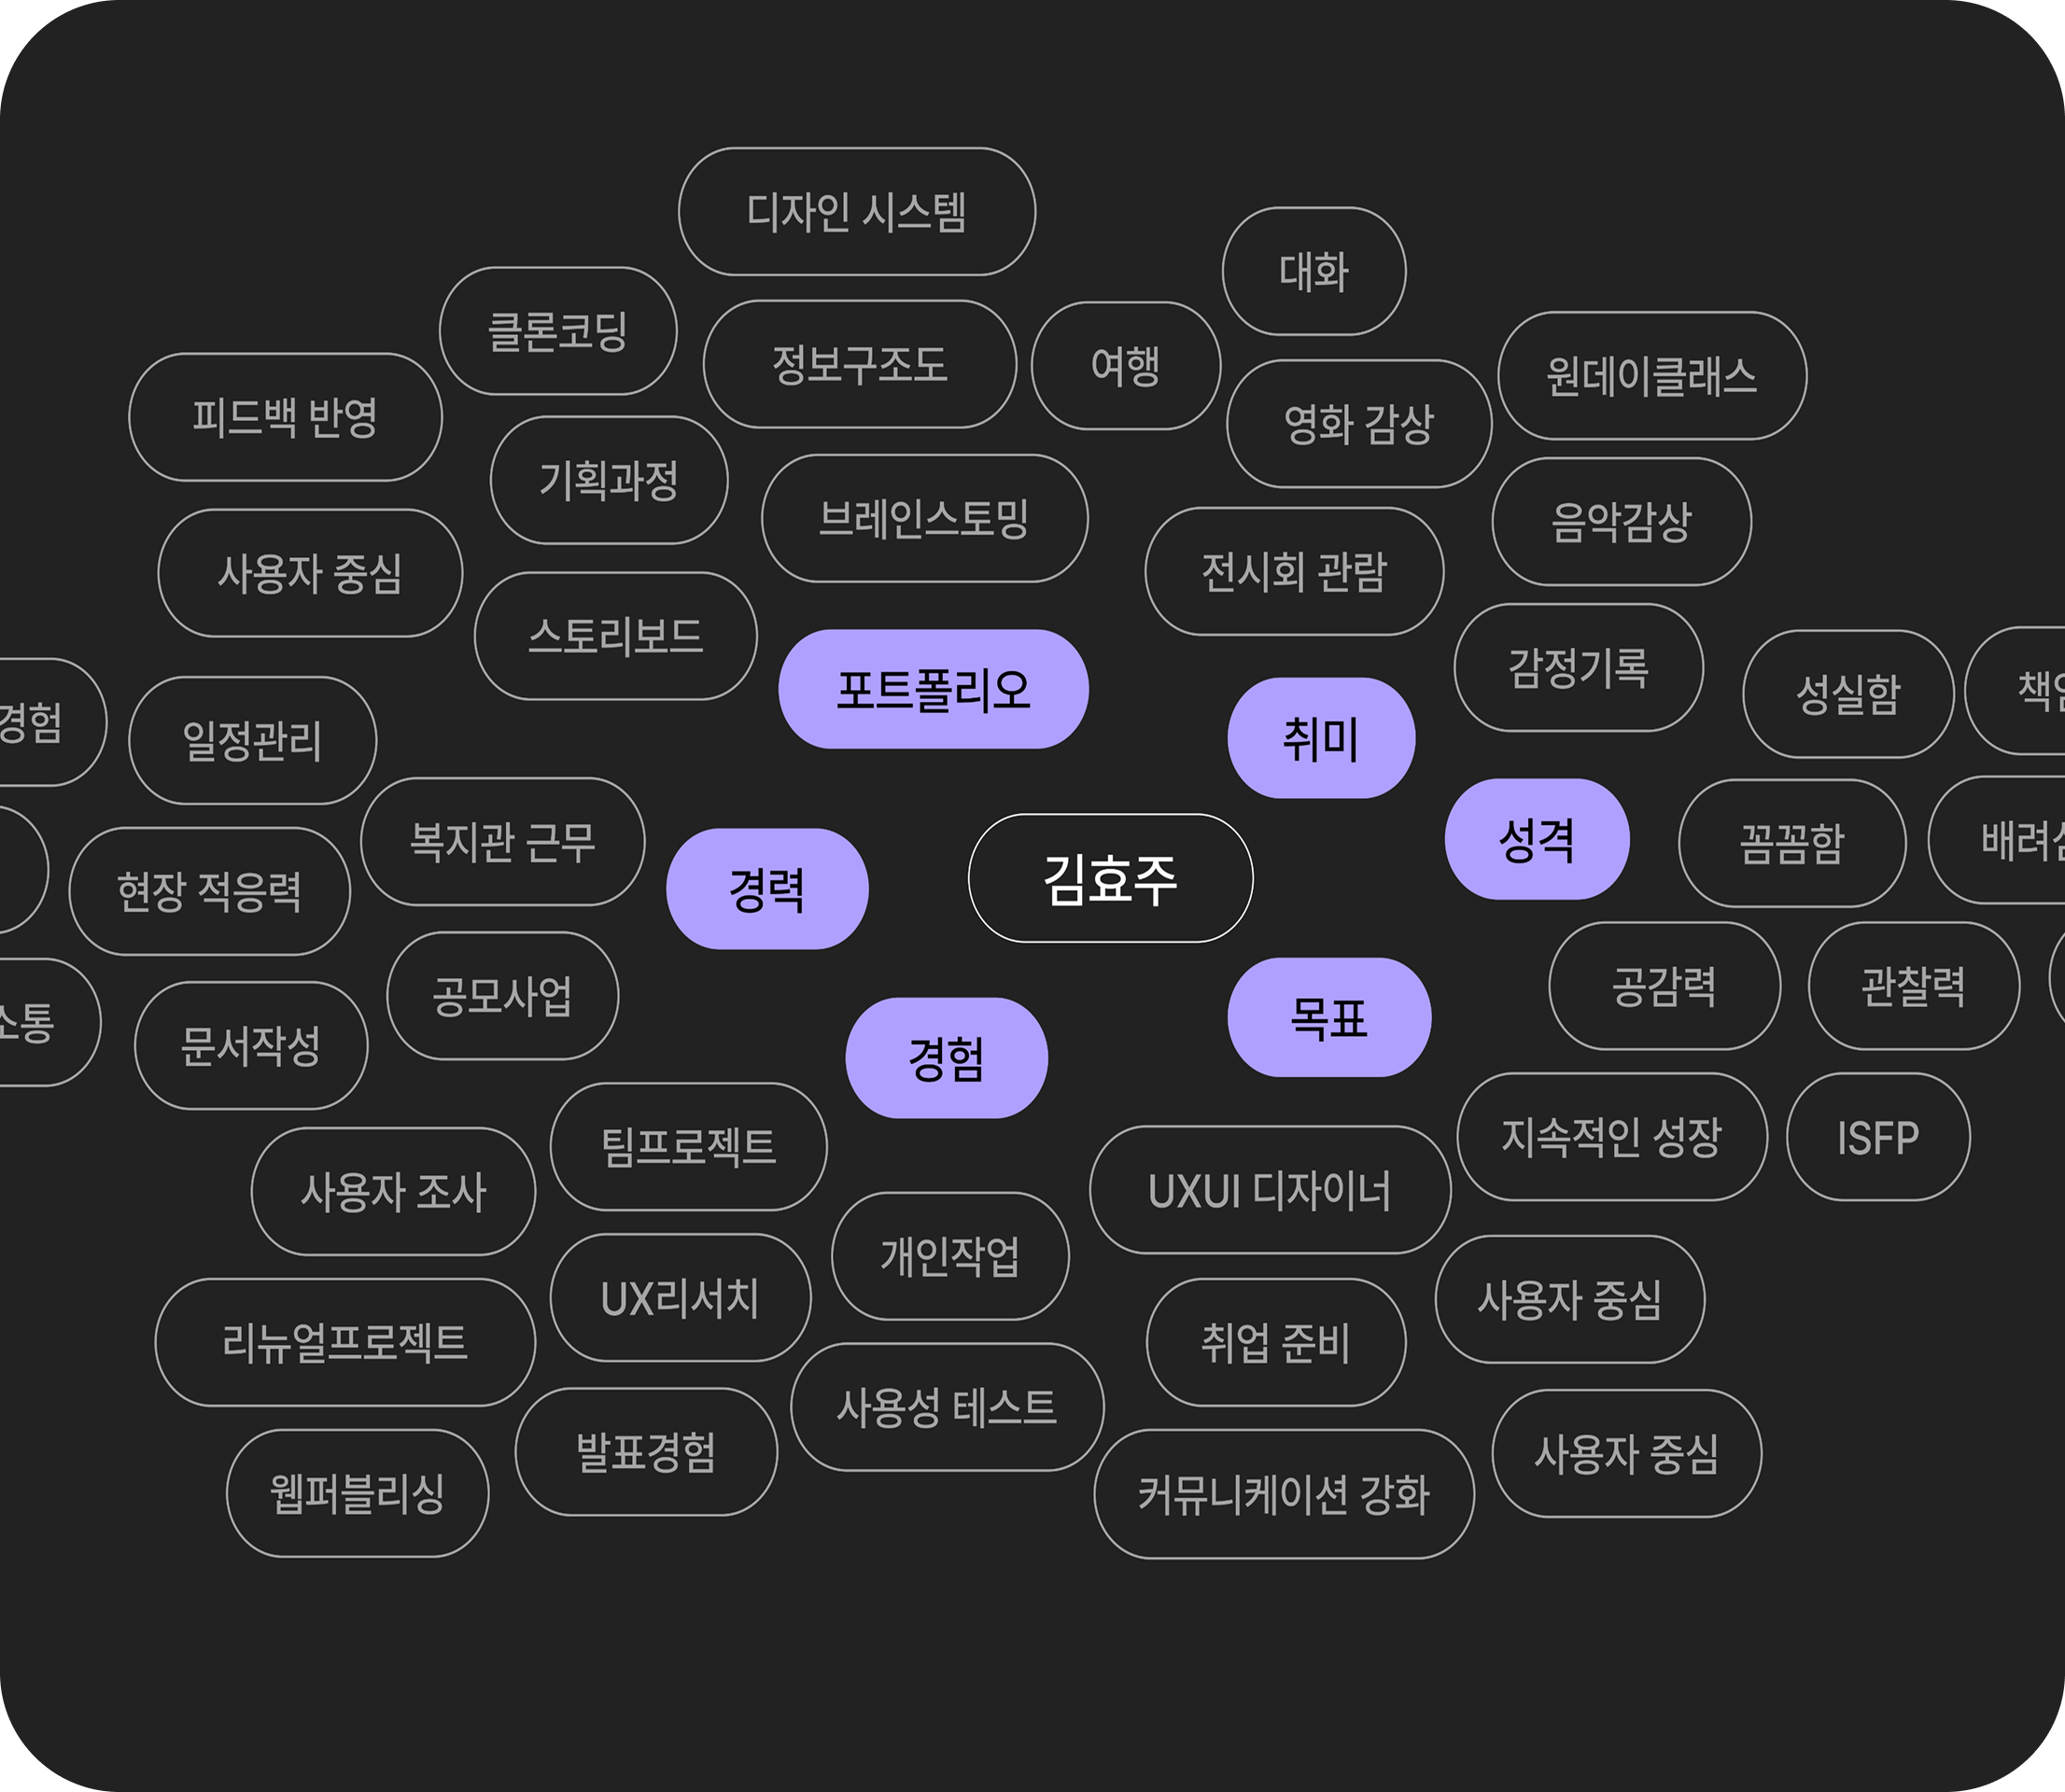 디자인 시스템
대화
클론코딩
정보구조도
여행
원데이클래스
피드백 반영
영화 감상
기획과정
브레인스토밍
음악감상
사용자 중심
전시회 관람
스토리보드
감정기록
포트폴리오
성실함
험
일정관리
취미
복지관 근무
성격
꼼꼼함
배려
현장 적응력
경력
김효주
공모사업
공감력
관찰력
통
문서작성
경험
목표
팀프로젝트
지속적인 성장
ISFP
사용자 조사
UXUI 디자이너
개인작업
UX리서치
사용자 중심
리뉴얼프로젝트
취업 준비
사용성 테스트
발표경험
사용자 중심
웹퍼블리싱
커뮤니케이션 강화